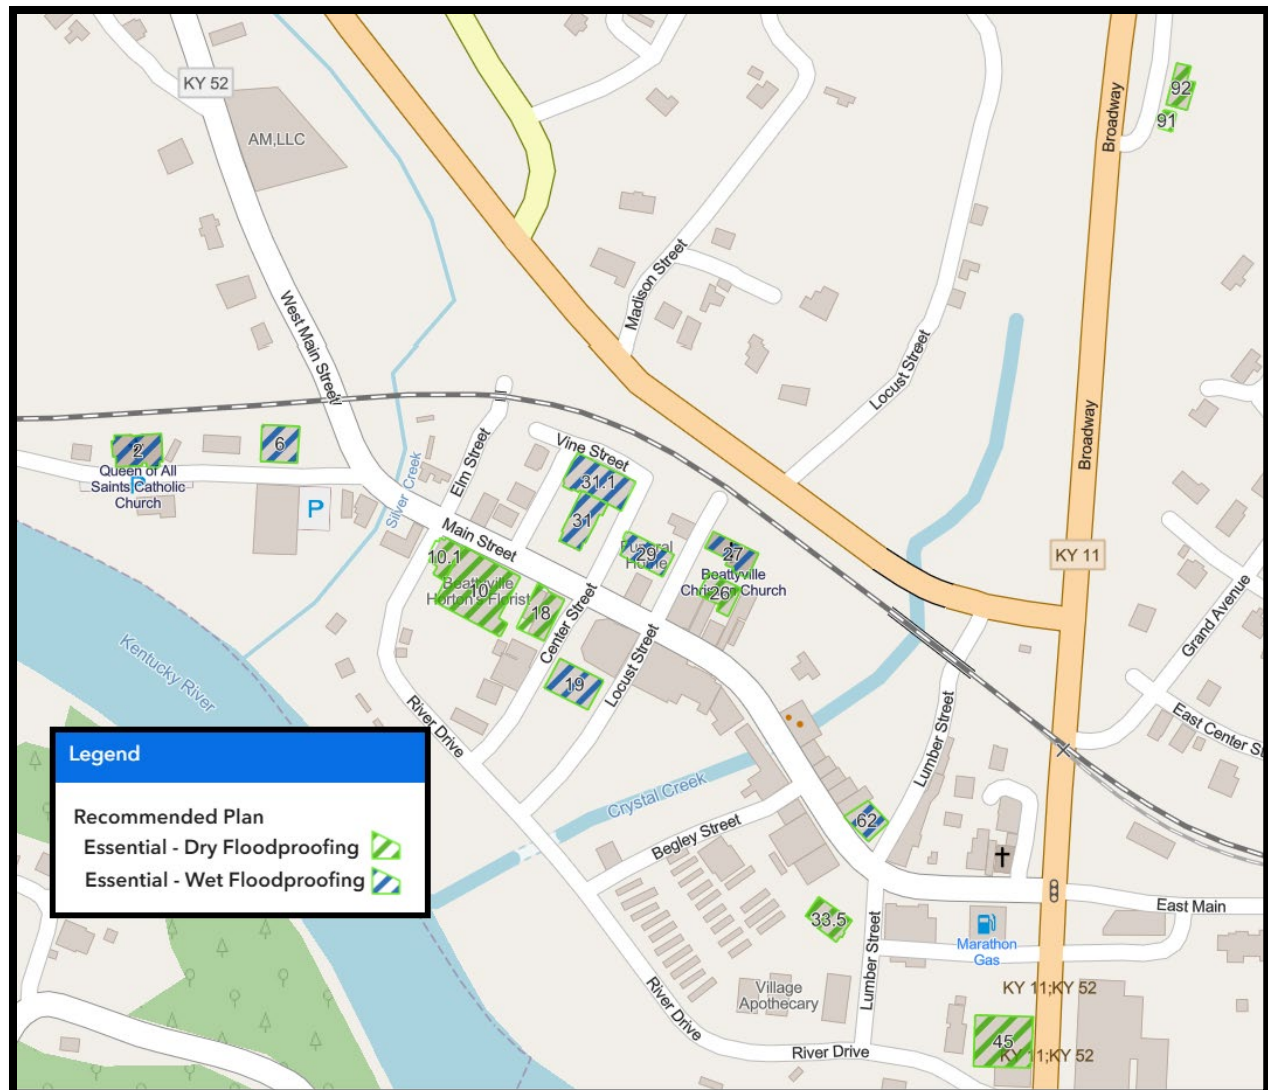 KY 52
AM,LLC
Broadway
92
91
Madison Street
West Main Street
Locust Street
Broadway
2
6
Queen of All
Saints Catholic
Church
P
P
Silver Creek
Elm Street
Vine Street
31.1
31
Main Street
10.1
10
Beattyville
Horton's Florist
18
Center Street
29
Funeral
Home
27
Beattyville
Christian Church
26
19
Locust Street
KY 11
Grand Avenue
East Center S
Kentucky River
River Drive
Lumber Street
Crystal Creek
Begley Street
62
33.5
East Main
Marathon
Gas
Lumber Street
Village
Apothecary
KY 11;KY 52
45
KY 11;KY 52
River Drive
River Drive
Legend
Recommended Plan
Essential - Dry Floodproofing
Essential - Wet Floodproofing